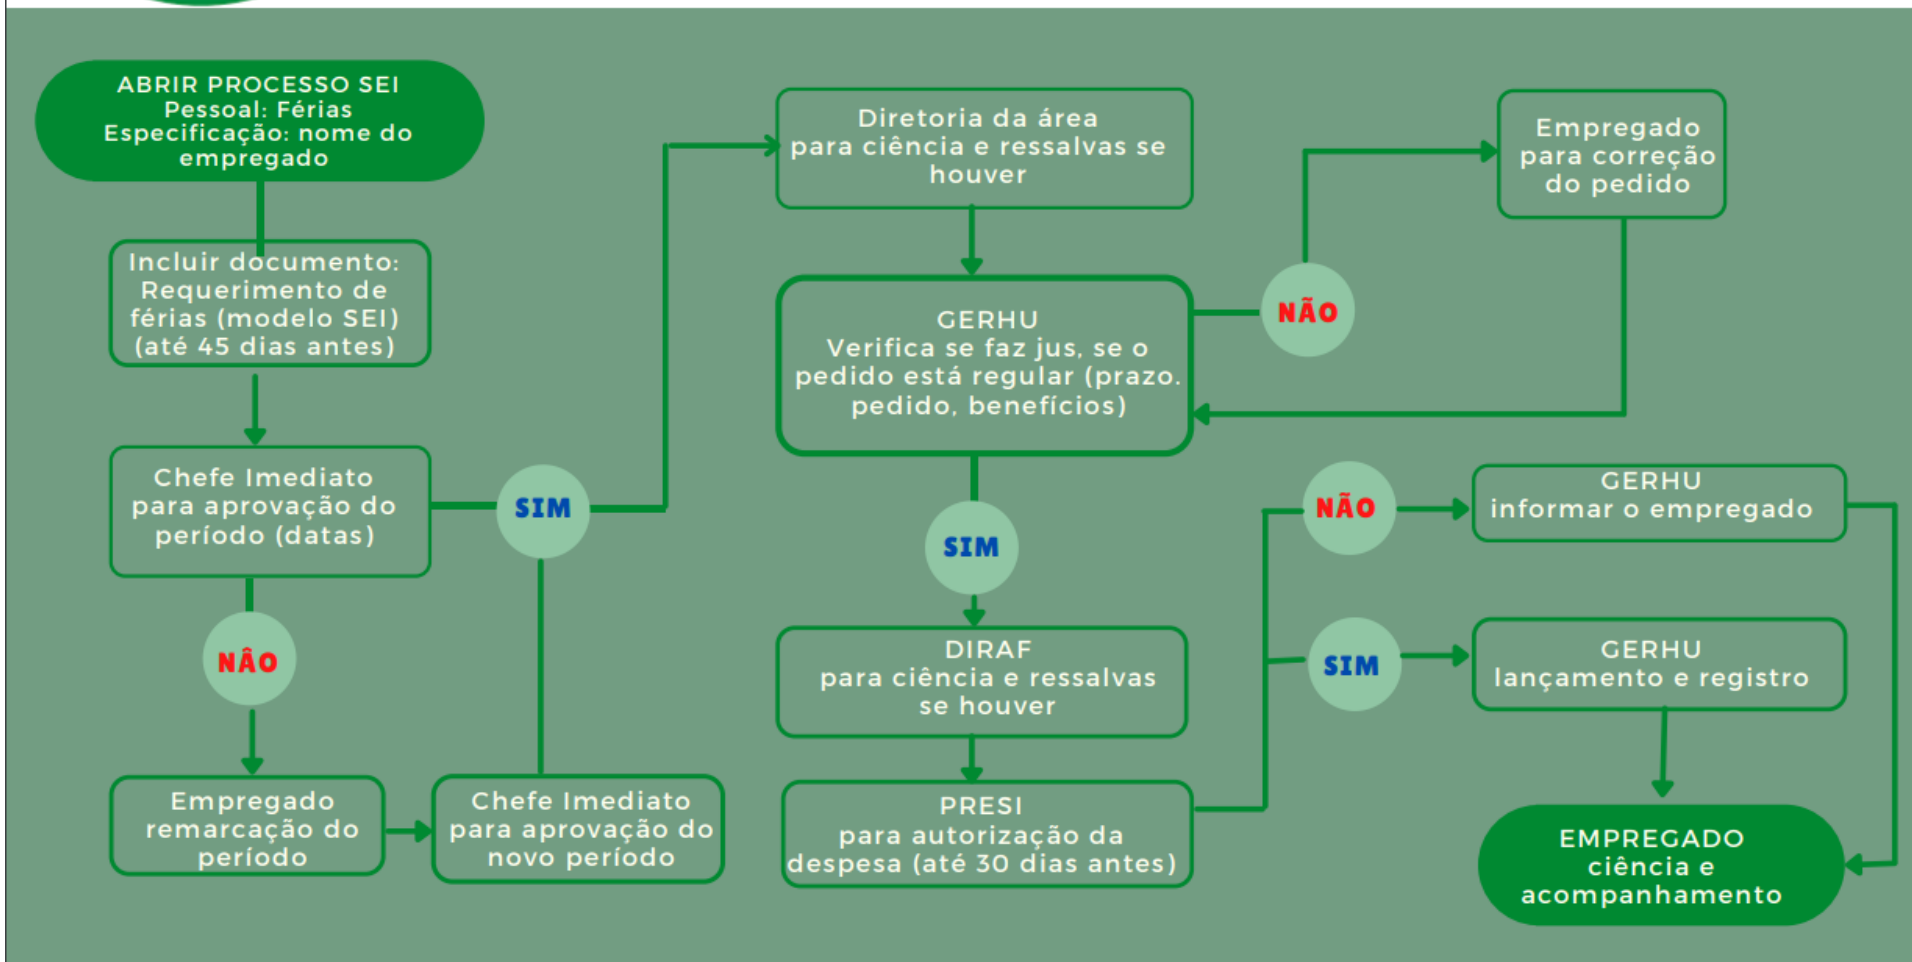 ABRIR PROCESSO SEI
Pessoal: Férias
Especificação: nome do
empregado
Incluir documento:
Requerimento de
férias (modelo SEI)
(até 45 dias antes)
Chefe Imediato
para aprovação do
período (datas)
SIM
NÂO
Empregado
remarcação do
período
Chefe Imediato
para aprovação do
novo período
Diretoria da área
para ciência e ressalvas se
houver
GERHU
Verifica se faz jus, se o
pedido está regular (prazo.
pedido, benefícios)
NÃO
Empregado
para correção
do pedido
SIM
DIRAF
para ciência e ressalvas
se houver
PRESI
para autorização da
despesa (até 30 dias antes)
NÃO
GERHU
informar o empregado
SIM
GERHU
lançamento e registro
EMPREGADO
ciência e
acompanhamento